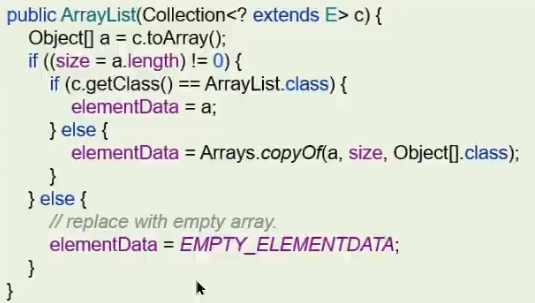 public ArrayList(Collection<? extends E> c) {
Object[] a = c.toArray();
if ((size = a.length) != 0) {
if (c.getClass() == ArrayList.class) {
elementData = a;
} else {
elementData = Arrays.copyOf(a, size, Object[].class);
}
} else {
// replace with empty array.
elementData = EMPTY_ELEMENTDATA;
}
}